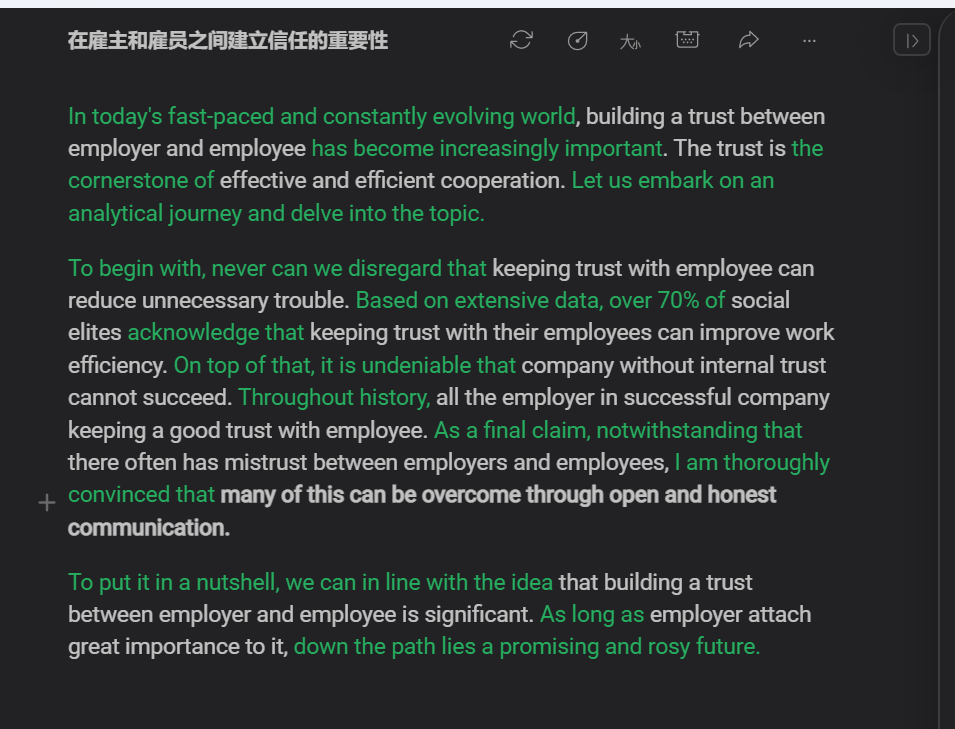 在雇主和雇员之间建立信任的重要性
大小
In today's fast-paced and constantly evolving world, building a trust between
employer and employee has become increasingly important. The trust is the
cornerstone of effective and efficient cooperation. Let us embark on an
analytical journey and delve into the topic.
To begin with, never can we disregard that keeping trust with employee can
reduce unnecessary trouble. Based on extensive data, over 70% of social
elites acknowledge that keeping trust with their employees can improve work
efficiency. On top of that, it is undeniable that company without internal trust
cannot succeed. Throughout history, all the employer in successful company
keeping a good trust with employee. As a final claim, notwithstanding that
there often has mistrust between employers and employees, I am thoroughly
convinced that many of this can be overcome through open and honest
communication.
To put it in a nutshell, we can in line with the idea that building a trust
between employer and employee is significant. As long as employer attach
great importance to it, down the path lies a promising and rosy future.